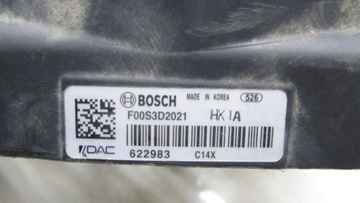 BOSCH MADE IN KOREA 526
F00S3D2021 HK1A
DAC 622983 C14X